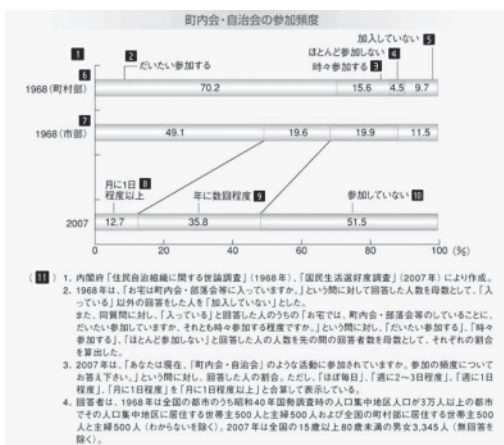 町内会・自治会の参加頻度
1
5
加入していない
ほとんど参加しない 4
2
だいたい参加する
時々参加する 3
6
1968（町村部）
70.2 15.6 4.5 9.7
7
1968（市部）
49.1 19.6 19.9 11.5
月に1日 8
程度以上
年に数回程度 9
参加していない 10
2007
12.7 35.8 51.5
0 20 40 60 80 100（%）
（ 11 ） 1. 内閣府「住民自治組織に関する世論調査」（1968年）、「国民生活選好度調査」（2007年）により作成。
2. 1968年は、「お宅は町内会・部落会等に入っていますか。」という問に対して回答した人数を母数として、「入
っている」以外の回答をした人を「加入していない」とした。
また、同質問に対し、「入っている」と回答した人のうちの「お宅では、町内会・部落会等のしていることに、
だいたい参加していますか、それとも時々参加する程度ですか。」という問に対し、「だいたい参加する」、「時々
参加する」、「ほとんど参加しない」と回答した人の人数を先の問の回答者数を母数として、それぞれの割合
を算出した。
3. 2007年は、「あなたは現在、「町内会・自治会」のような活動に参加されていますか。参加の頻度について
お答え下さい。」という問に対し、回答した人の割合。ただし、「ほぼ毎日」、「週に2〜3日程度」、「週に1日
程度」、「月に1日程度」を「月に1日程度以上」と合算して表示している。
4. 回答者は、1968年は全国の都市のうち昭和40年国勢調査時の人口集中地区人口が3万人以上の都市
でその人口集中地区に居住する世帯主500人と主婦500人および全国の町村部に居住する世帯主500
人と主婦500人（わからないを除く）。2007年は全国の15歳以上80歳未満の男女3,345人（無回答
を除く）。